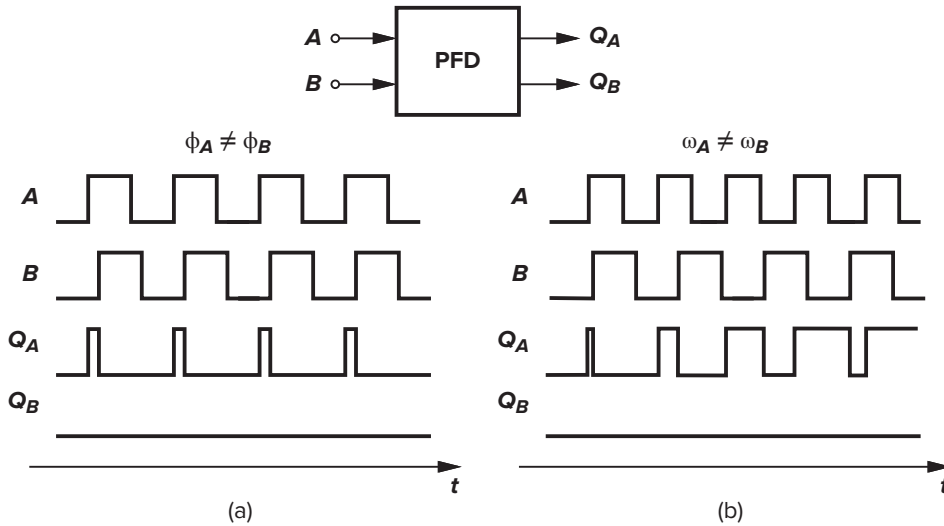 A PFD Q_A
B Q_B
ϕ_A ≠ ϕ_B
A
B
Q_A
Q_B
t
(a)
ω_A ≠ ω_B
A
B
Q_A
Q_B
t
(b)